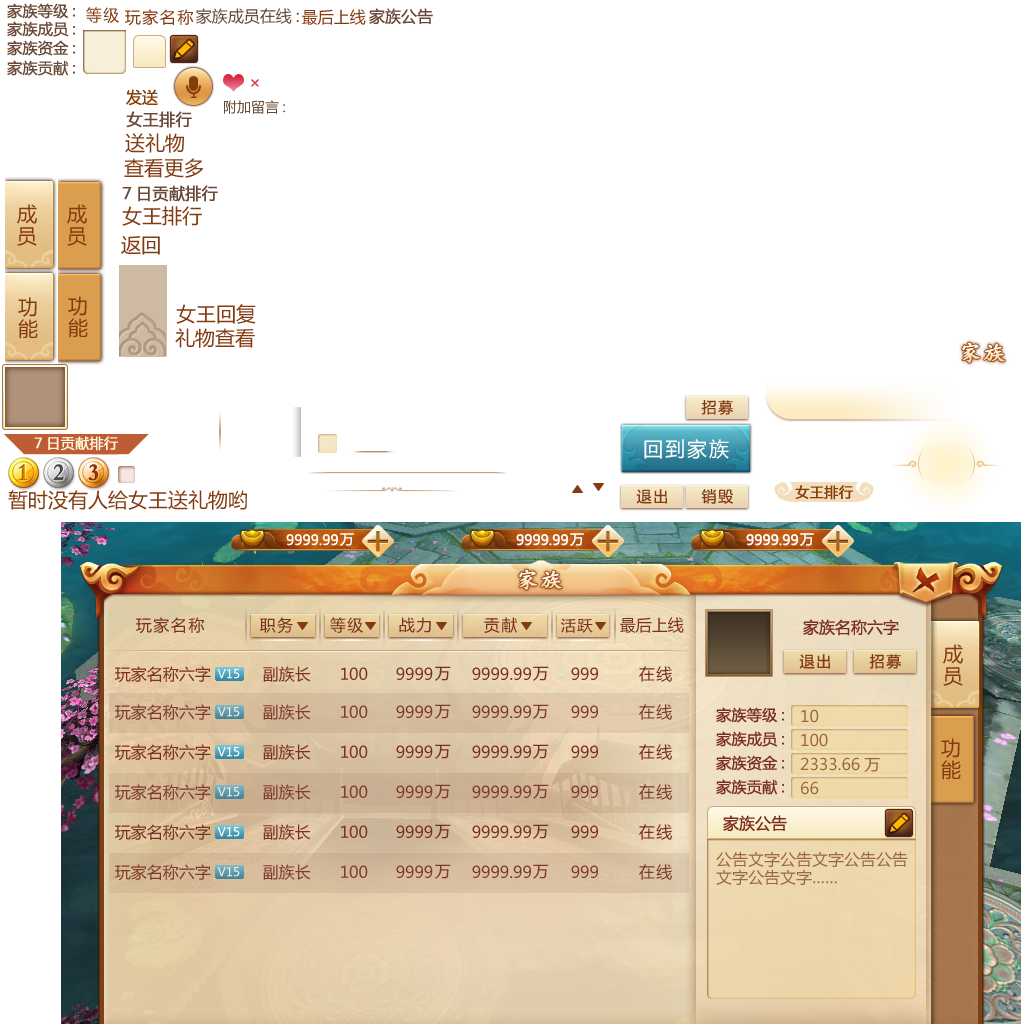 家族等级： 等级 玩家名称 家族成员在线：最后上线 家族公告
家族成员：
家族资金：
家族贡献：
×
发送
附加留言：
女王排行
送礼物
查看更多
7 日贡献排行
女王排行
返回
成员 成员
功能 功能
女王回复
礼物查看
家族
招募
7 日贡献排行
回到家族
1 2 3
暂时没有人给女王送礼物哟
退出 销毁
女王排行
9999.99万 9999.99万 9999.99万
家族
玩家名称 职务▼ 等级▼ 战力▼ 贡献▼ 活跃▼ 最后上线
玩家名称六字 V15 副族长 100 9999万 9999.99万 999 在线
玩家名称六字 V15 副族长 100 9999万 9999.99万 999 在线
玩家名称六字 V15 副族长 100 9999万 9999.99万 999 在线
玩家名称六字 V15 副族长 100 9999万 9999.99万 999 在线
玩家名称六字 V15 副族长 100 9999万 9999.99万 999 在线
玩家名称六字 V15 副族长 100 9999万 9999.99万 999 在线
家族名称六字
退出 招募
家族等级： 10
家族成员： 100
家族资金： 2333.66 万
家族贡献： 66
家族公告
公告文字公告文字公告公告
文字公告文字......
成员
功能